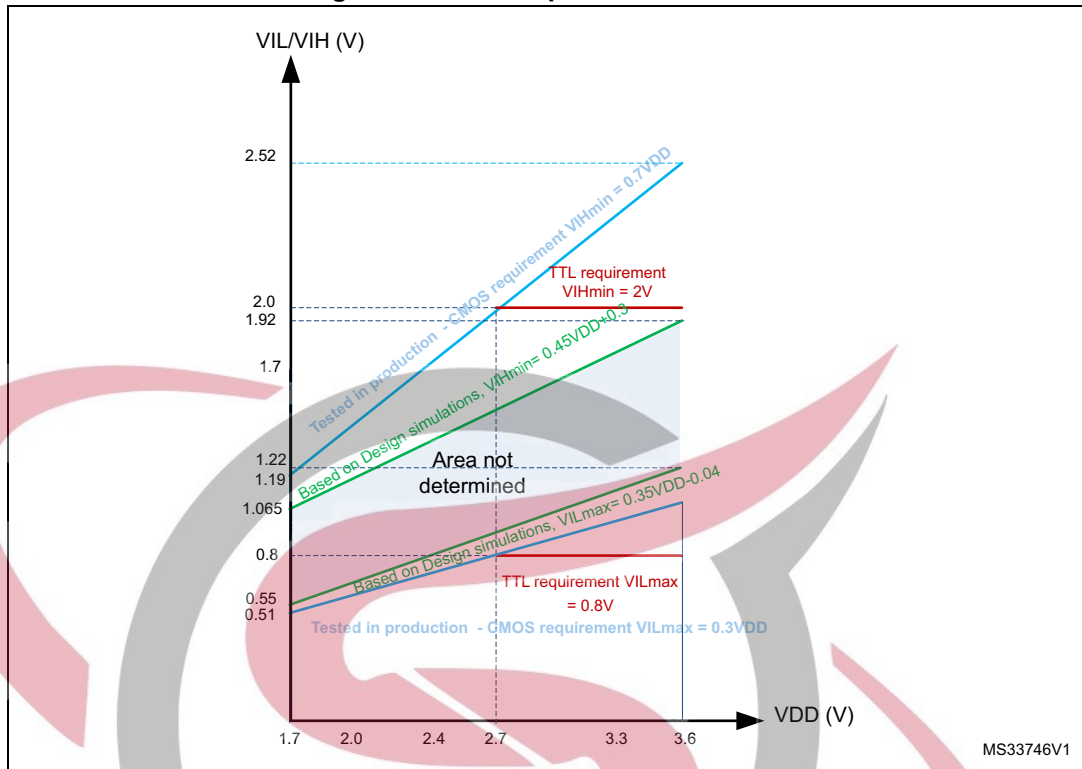 VIL/VIH (V)
2.52
Tested in production - CMOS requirement VIHmin = 0.7VDD
TTL requirement
VIHmin = 2V
2.0
1.92
Based on Design simulations, VIHmin= 0.45VDD+0.3
1.7
1.22
1.19
Area not
determined
1.065
Based on Design simulations, VILmax= 0.35VDD-0.04
0.8
TTL requirement VILmax
= 0.8V
0.55
0.51
Tested in production - CMOS requirement VILmax = 0.3VDD
VDD (V)
1.7 2.0 2.4 2.7 3.3 3.6
MS33746V1